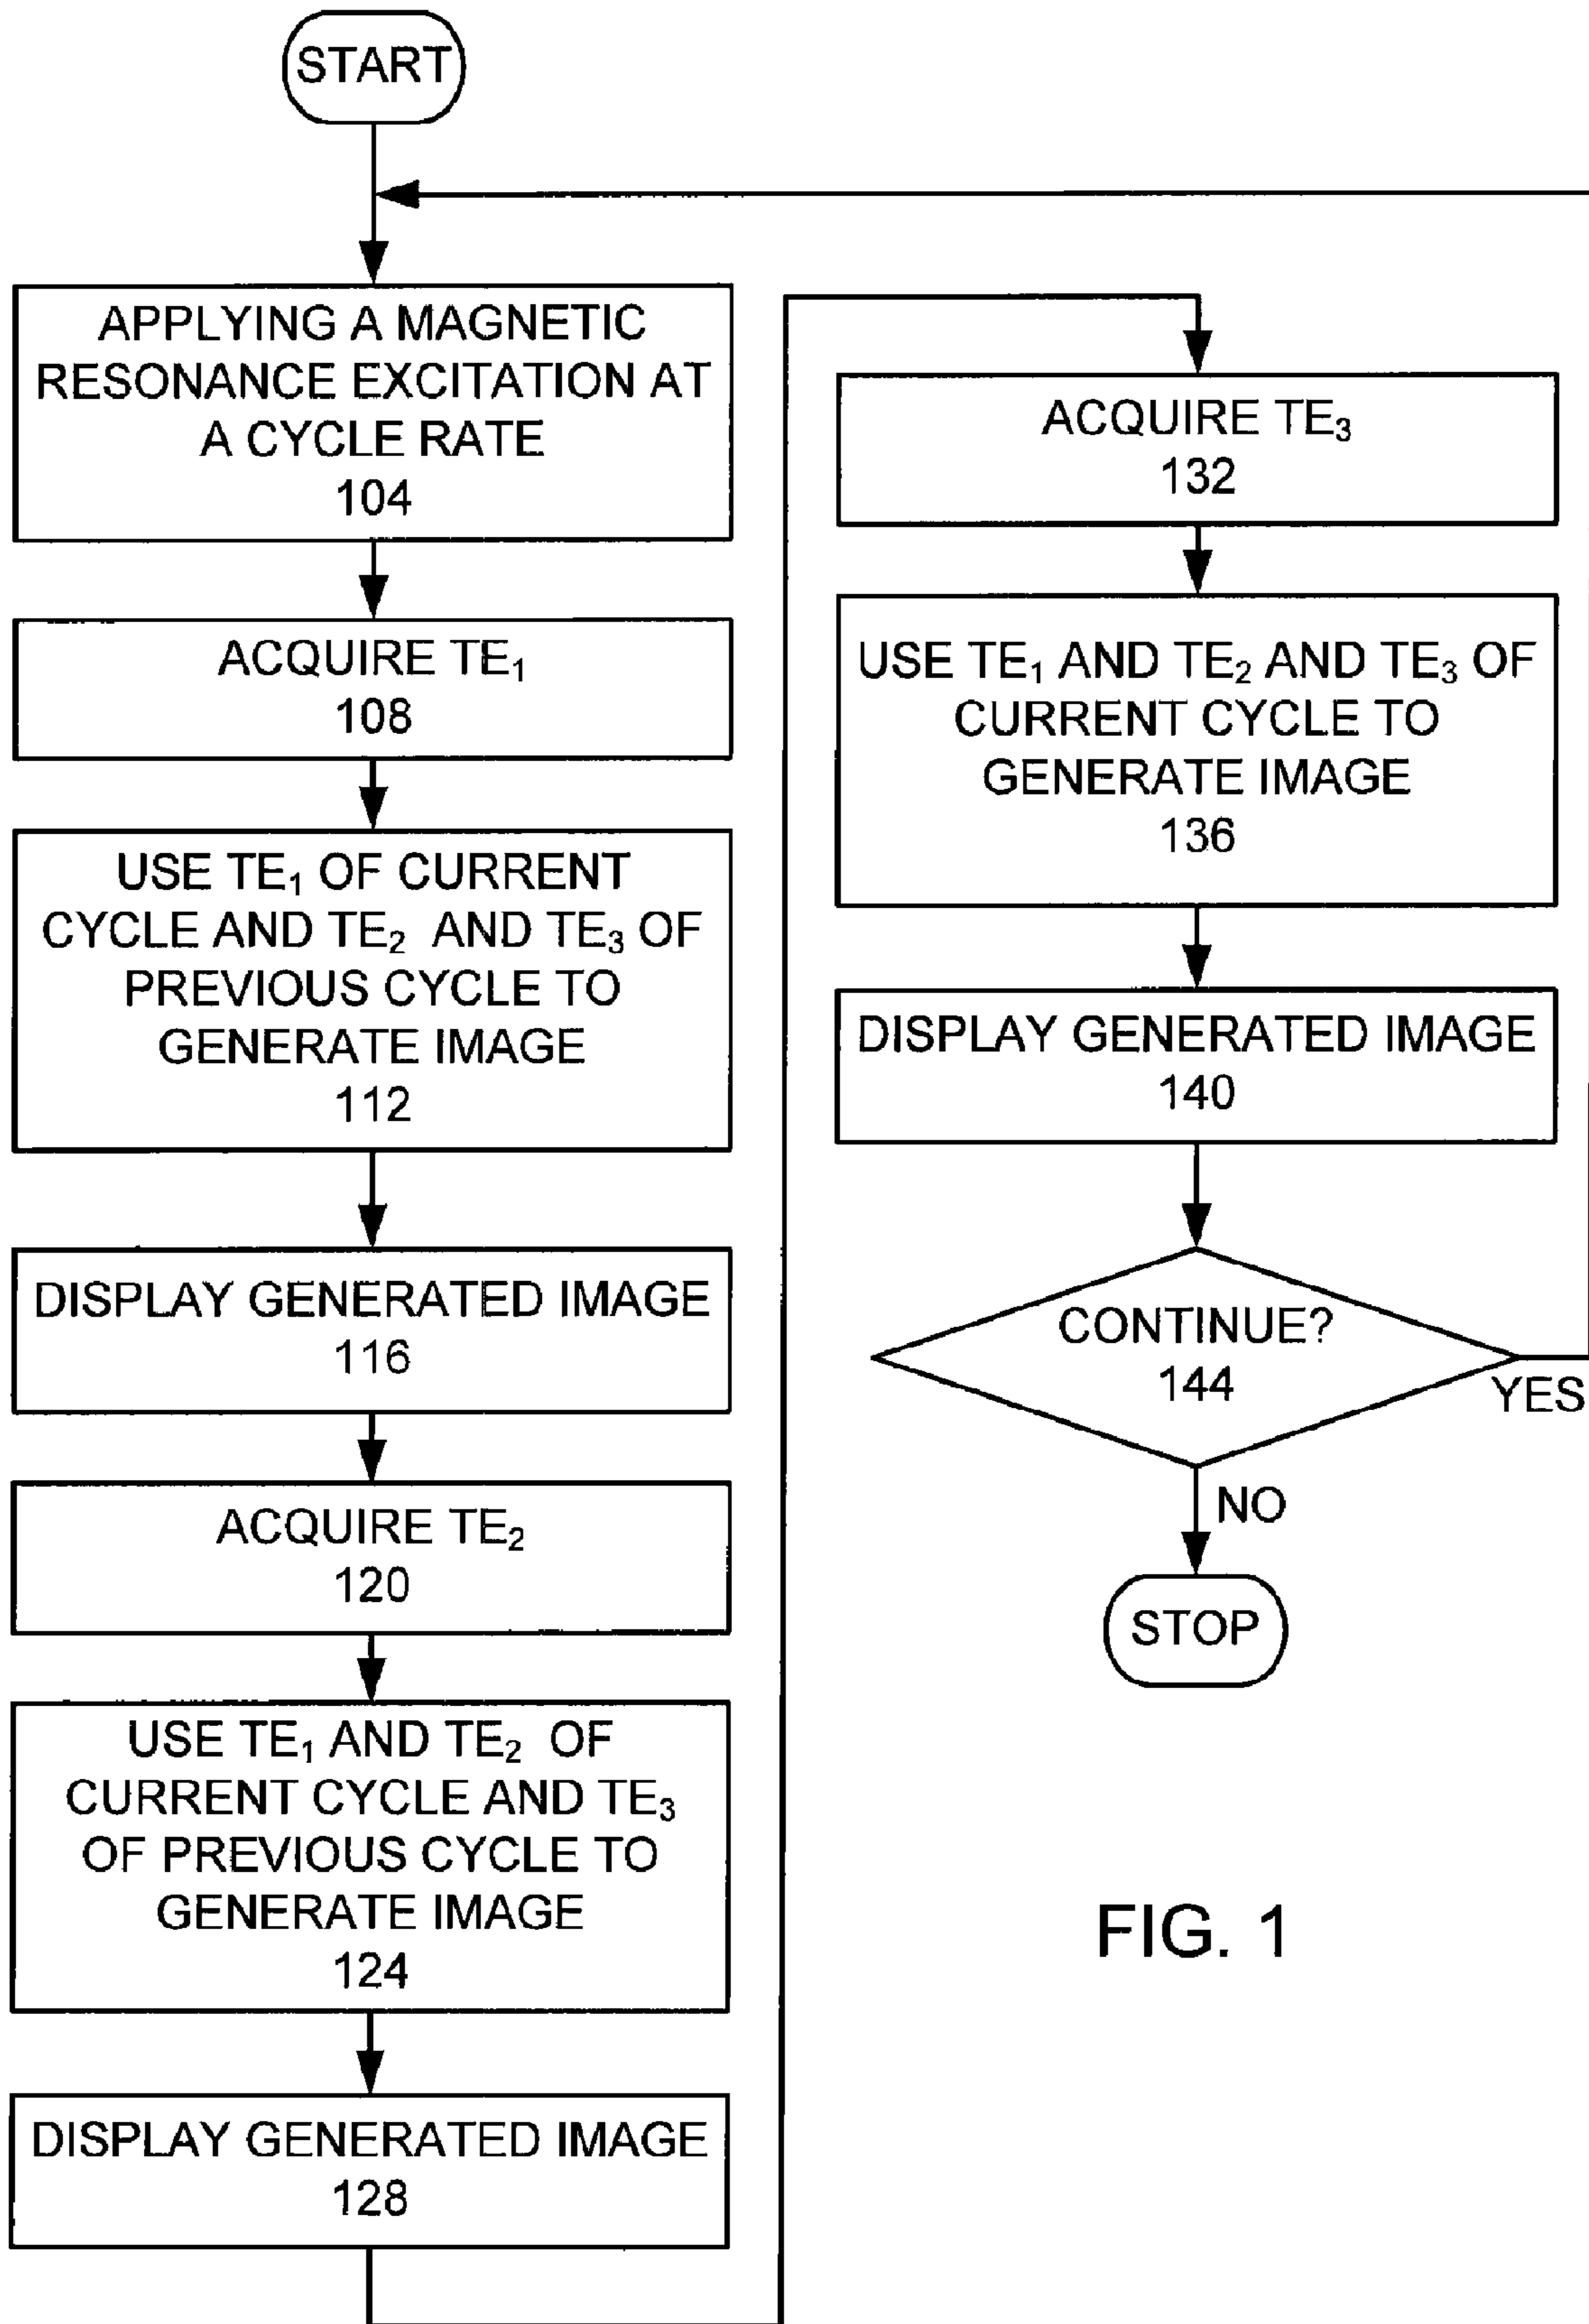 START
APPLYING A MAGNETIC
RESONANCE EXCITATION AT
A CYCLE RATE
104
ACQUIRE TE₁
108
USE TE₁ OF CURRENT
CYCLE AND TE₂ AND TE₃ OF
PREVIOUS CYCLE TO
GENERATE IMAGE
112
DISPLAY GENERATED IMAGE
116
ACQUIRE TE₂
120
USE TE₁ AND TE₂ OF
CURRENT CYCLE AND TE₃
OF PREVIOUS CYCLE TO
GENERATE IMAGE
124
DISPLAY GENERATED IMAGE
128
ACQUIRE TE₃
132
USE TE₁ AND TE₂ AND TE₃ OF
CURRENT CYCLE TO
GENERATE IMAGE
136
DISPLAY GENERATED IMAGE
140
CONTINUE?
144
YES
NO
STOP
FIG. 1